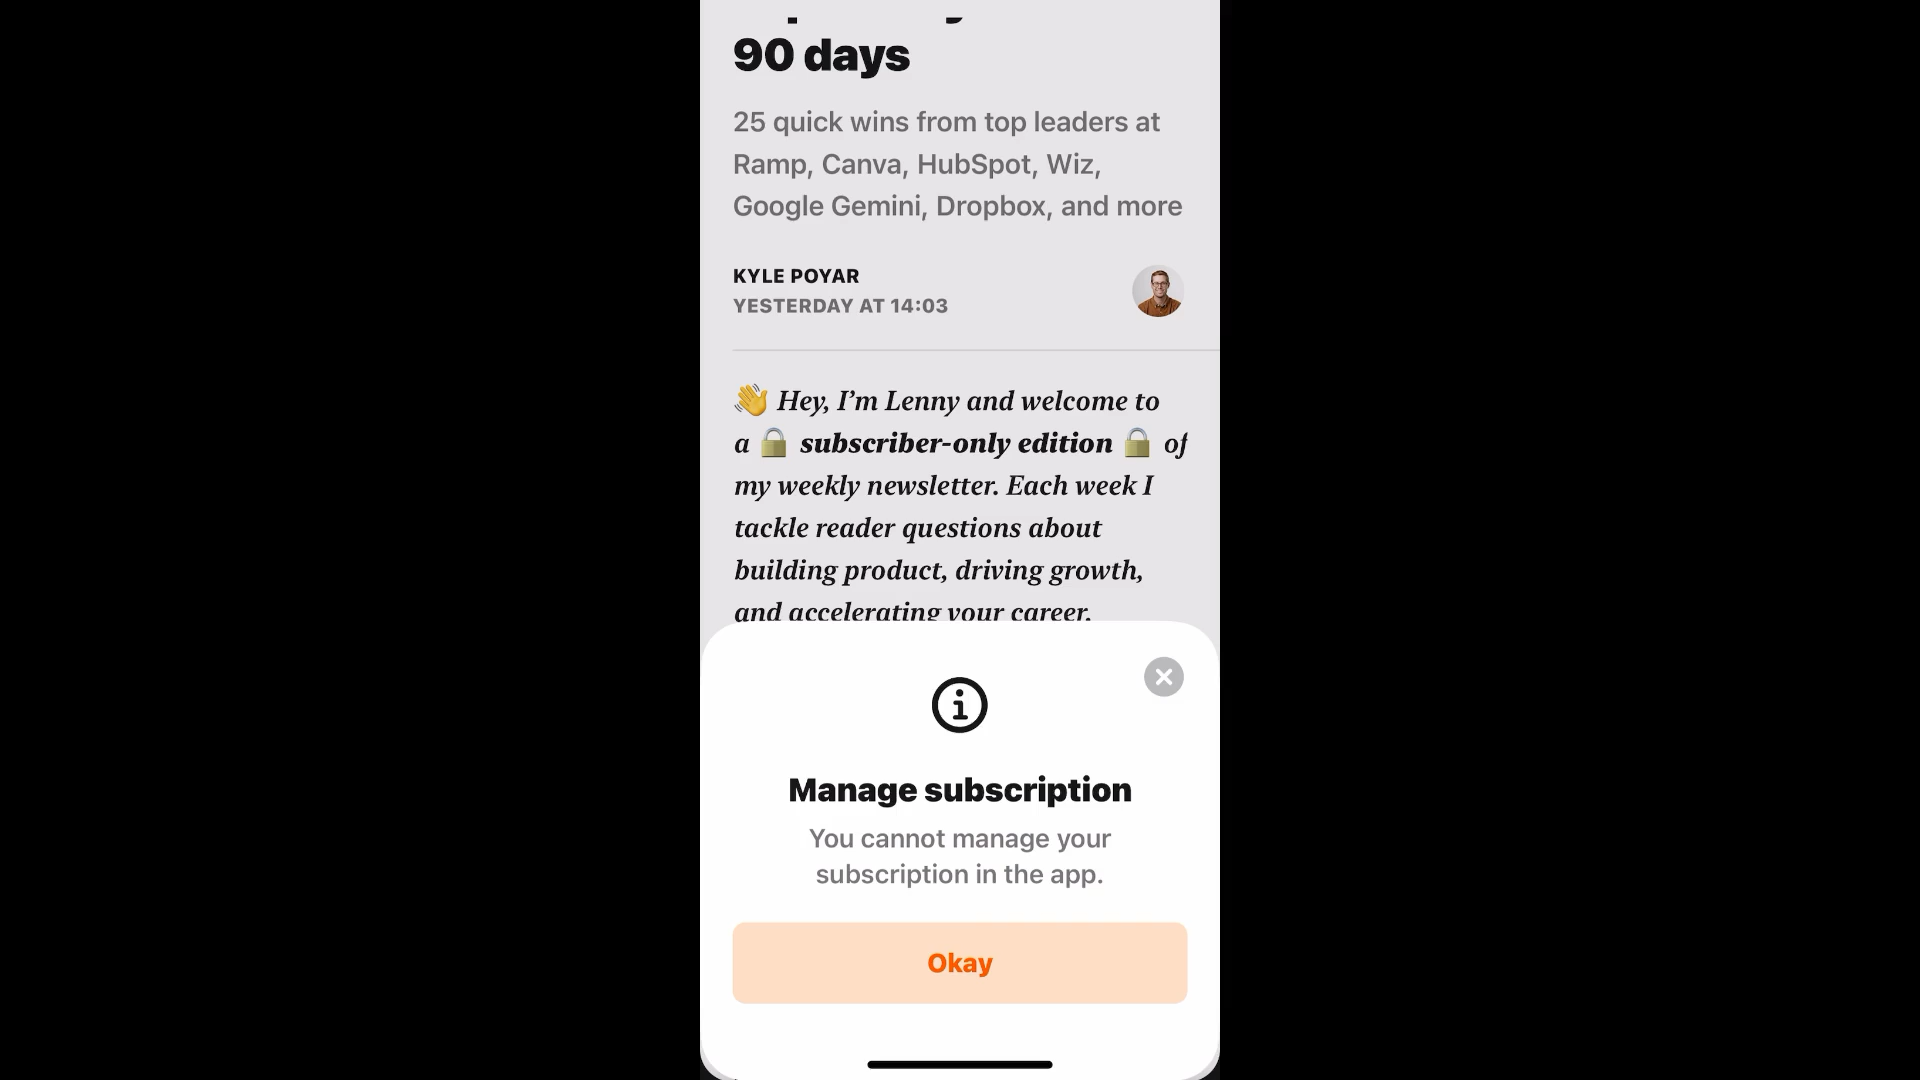 90 days
25 quick wins from top leaders at
Ramp, Canva, HubSpot, Wiz,
Google Gemini, Dropbox, and more
KYLE POYAR
YESTERDAY AT 14:03
👋 Hey, I’m Lenny and welcome to
a 🔒 subscriber-only edition 🔒 of
my weekly newsletter. Each week I
tackle reader questions about
building product, driving growth,
and accelerating your career.
Manage subscription
You cannot manage your
subscription in the app.
Okay